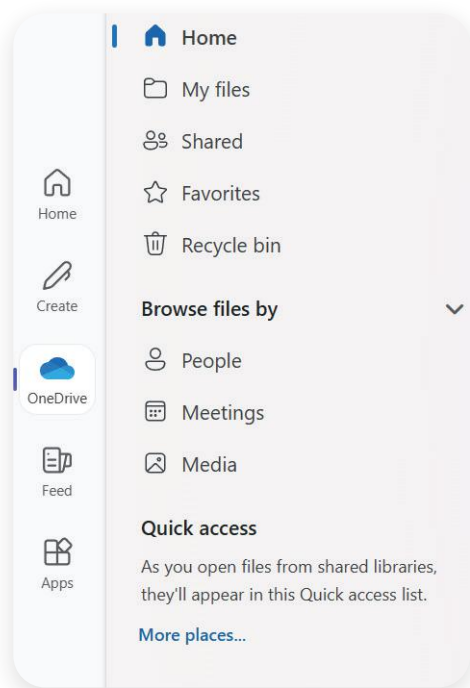 Home
Create
OneDrive
Feed
Apps
Home
My files
Shared
Favorites
Recycle bin
Browse files by
People
Meetings
Media
Quick access
As you open files from shared libraries,
they'll appear in this Quick access list.
More places...